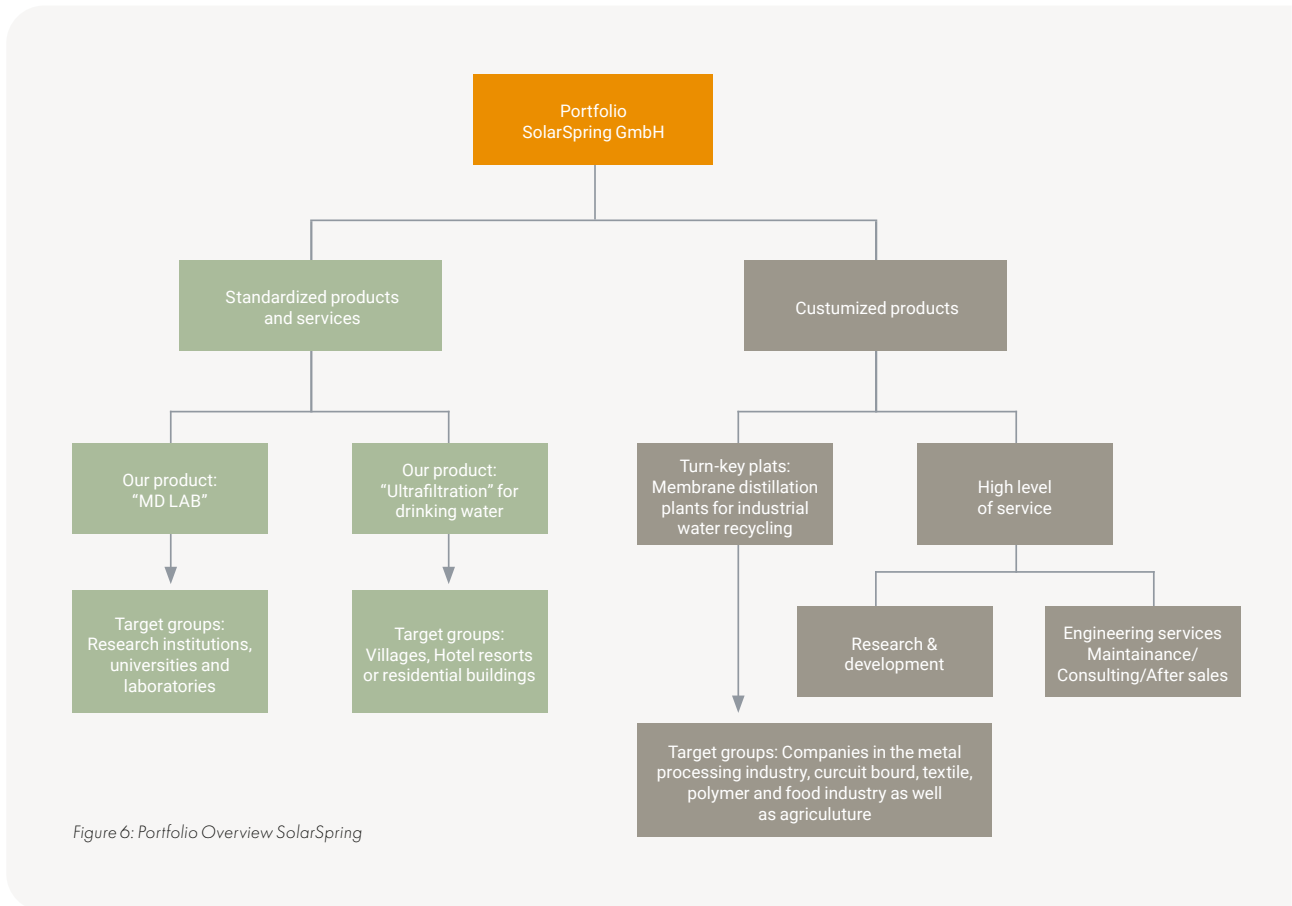 Portfolio
SolarSpring GmbH
Standardized products
and services
Custumized products
Our product:
“MD LAB”
Our product:
“Ultrafiltration” for
drinking water
Turn-key plats:
Membrane distillation
plants for industrial
water recycling
High level
of service
Target groups:
Research institutions,
universities and
laboratories
Target groups:
Villages, Hotel resorts
or residential buildings
Research &
development
Engineering services
Maintainance/
Consulting/After sales
Target groups: Companies in the metal
processing industry, curcuit bourd, textile,
polymer and food industry as well
as agriculuture
Figure 6: Portfolio Overview SolarSpring